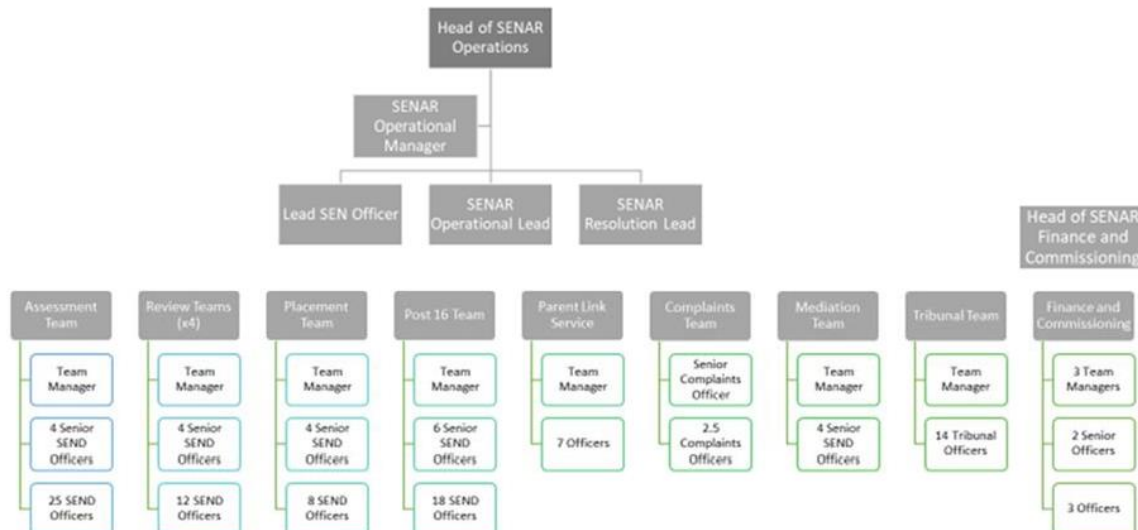 Head of SENAR
Operations
SENAR
Operational
Manager
Lead SEN Officer
SENAR
Operational Lead
SENAR
Resolution Lead
Head of SENAR
Finance and
Commissioning
Assessment
Team
Team
Manager
4 Senior
SEND
Officers
25 SEND
Officers
Review Teams
(x4)
Team
Manager
4 Senior
SEND
Officers
12 SEND
Officers
Placement
Team
Team
Manager
4 Senior
SEND
Officers
8 SEND
Officers
Post 16 Team
Team
Manager
6 Senior
SEND
Officers
18 SEND
Officers
Parent Link
Service
Team
Manager
7 Officers
Complaints
Team
Senior
Complaints
Officer
2.5
Complaints
Officers
Mediation
Team
Team
Manager
4 Senior
SEND
Officers
Tribunal Team
Team
Manager
14 Tribunal
Officers
Finance and
Commissioning
3 Team
Managers
2 Senior
Officers
3 Officers